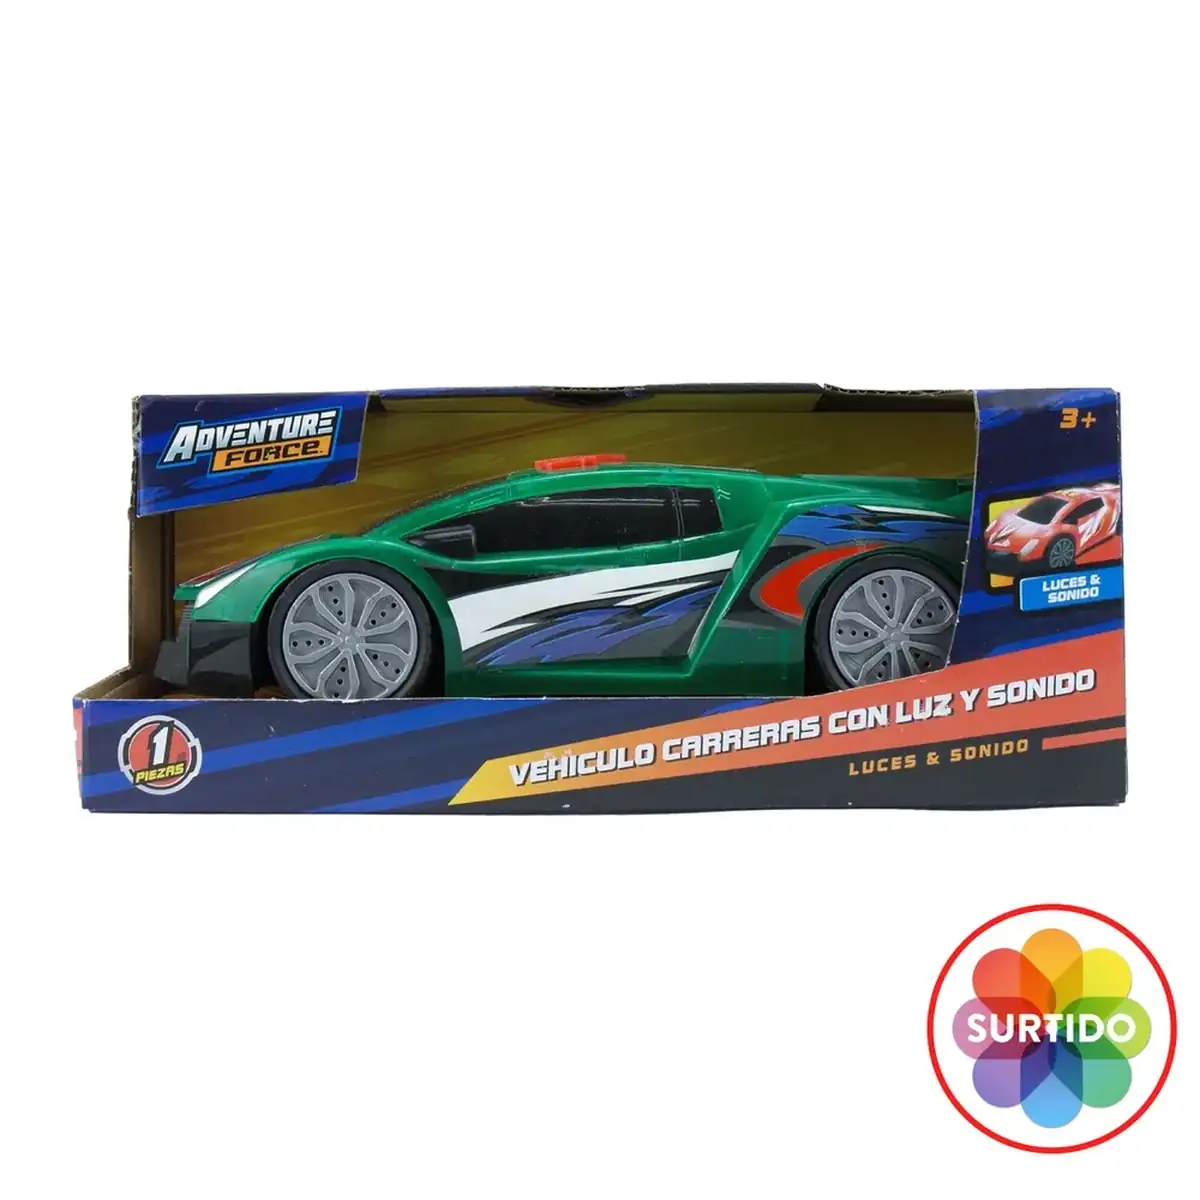 ADVENTURE
FORCE
3+
LUCES &
SONIDO
1
PIEZAS
VEHICULO CARRERAS CON LUZ Y SONIDO
LUCES & SONIDO
SURTIDO